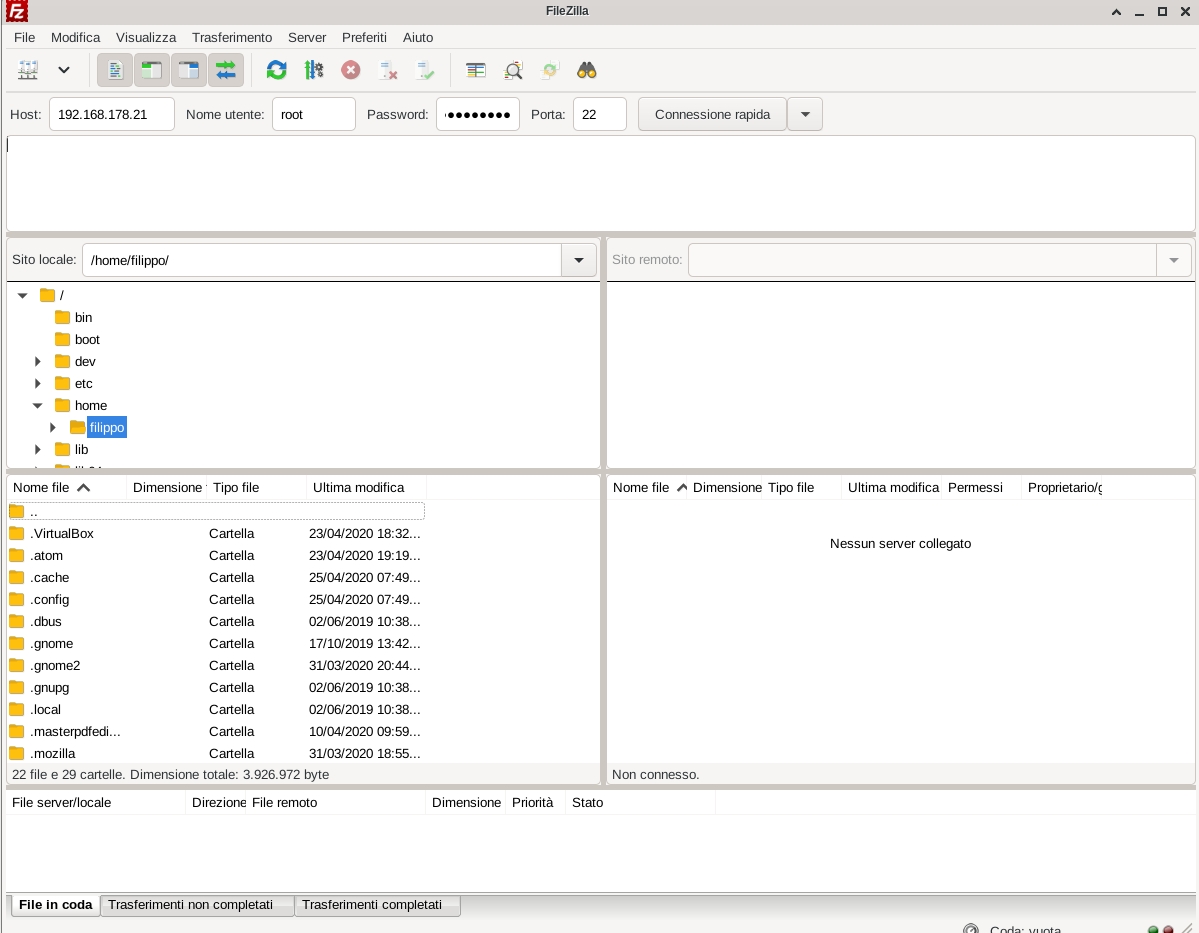 FileZilla
File Modifica Visualizza Trasferimento Server Preferiti Aiuto
Host: 192.168.178.21 Nome utente: root Password: ●●●●●●●● Porta: 22 Connessione rapida
Sito locale: /home/filippo/
Sito remoto:
/
bin
boot
dev
etc
home
filippo
lib
Nome file Dimensione Tipo file Ultima modifica
..
.VirtualBox Cartella 23/04/2020 18:32...
.atom Cartella 23/04/2020 19:19...
.cache Cartella 25/04/2020 07:49...
.config Cartella 25/04/2020 07:49...
.dbus Cartella 02/06/2019 10:38...
.gnome Cartella 17/10/2019 13:42...
.gnome2 Cartella 31/03/2020 20:44...
.gnupg Cartella 02/06/2019 10:38...
.local Cartella 02/06/2019 10:38...
.masterpdfedi... Cartella 10/04/2020 09:59...
.mozilla Cartella 31/03/2020 18:55...
22 file e 29 cartelle. Dimensione totale: 3.926.972 byte
Nome file Dimensione Tipo file Ultima modifica Permessi Proprietario/g
Nessun server collegato
Non connesso.
File server/locale Direzione File remoto Dimensione Priorità Stato
File in coda Trasferimenti non completati Trasferimenti completati
Coda: vuota